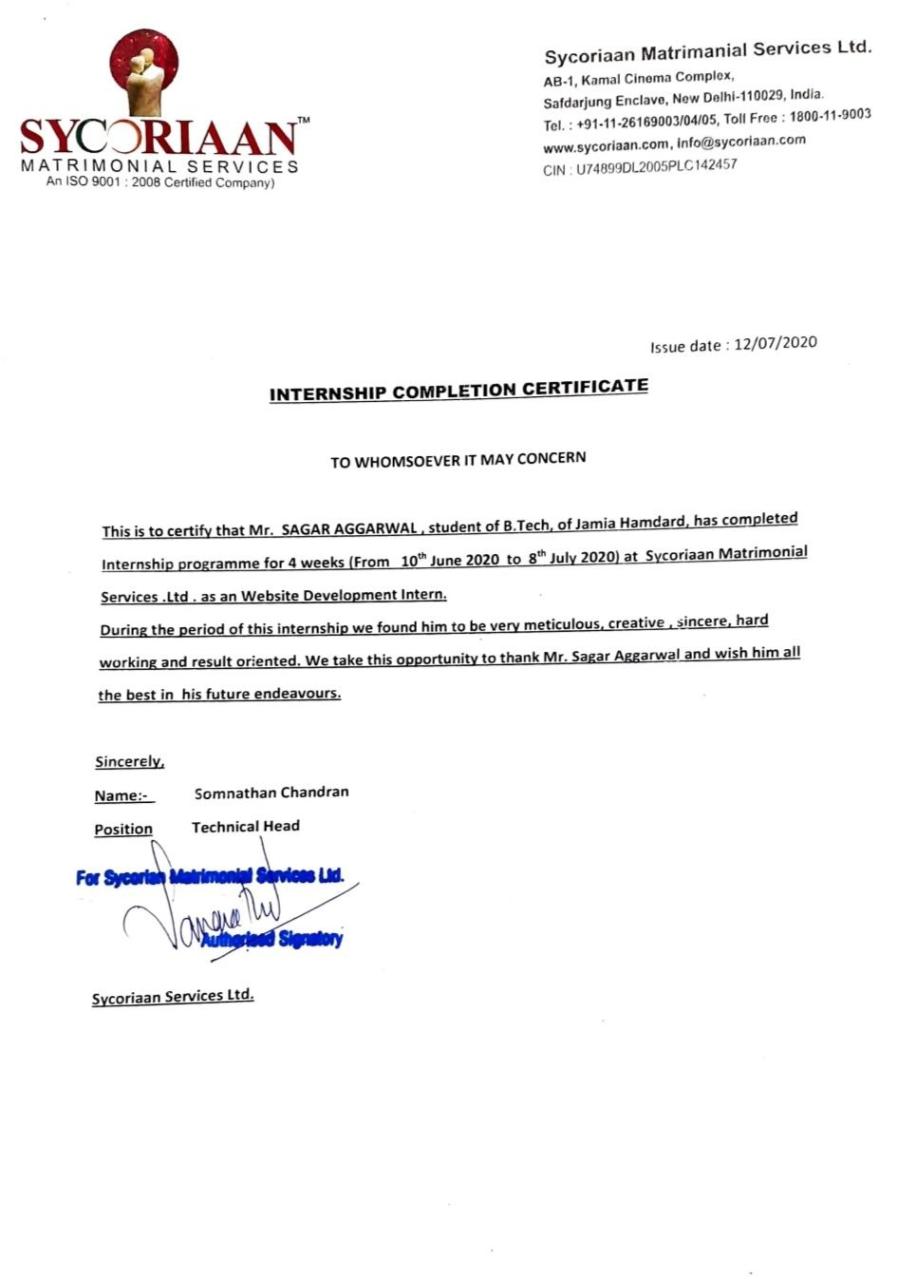 SYCORIAAN™
MATRIMONIAL SERVICES
An ISO 9001 : 2008 Certified Company)
Sycoriaan Matrimanial Services Ltd.
AB-1, Kamal Cinema Complex,
Safdarjung Enclave, New Delhi-110029, India.
Tel. : +91-11-26169003/04/05, Toll Free : 1800-11-9003
www.sycoriaan.com, info@sycoriaan.com
CIN : U74899DL2005PLC142457
Issue date : 12/07/2020
INTERNSHIP COMPLETION CERTIFICATE
TO WHOMSOEVER IT MAY CONCERN
This is to certify that Mr. SAGAR AGGARWAL , student of B.Tech, of Jamia Hamdard, has completed
Internship programme for 4 weeks (From 10th June 2020 to 8th July 2020) at Sycoriaan Matrimonial
Services .Ltd . as an Website Development Intern.
During the period of this internship we found him to be very meticulous, creative , sincere, hard
working and result oriented. We take this opportunity to thank Mr. Sagar Aggarwal and wish him all
the best in his future endeavours.
Sincerely,
Name:- Somnathan Chandran
Position Technical Head
For Sycorian Matrimonial Services Ltd.
Authorised Signatory
Sycoriaan Services Ltd.